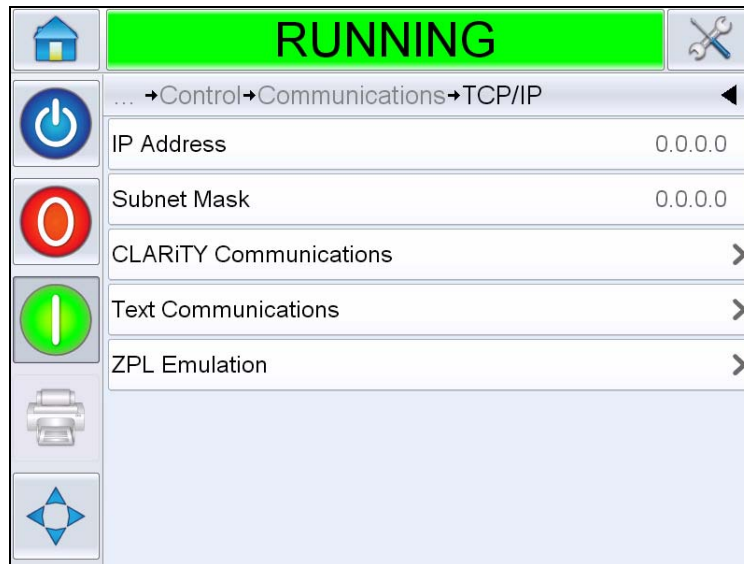 RUNNING
... →Control→Communications→TCP/IP
IP Address 0.0.0.0
Subnet Mask 0.0.0.0
CLARiTY Communications
Text Communications
ZPL Emulation